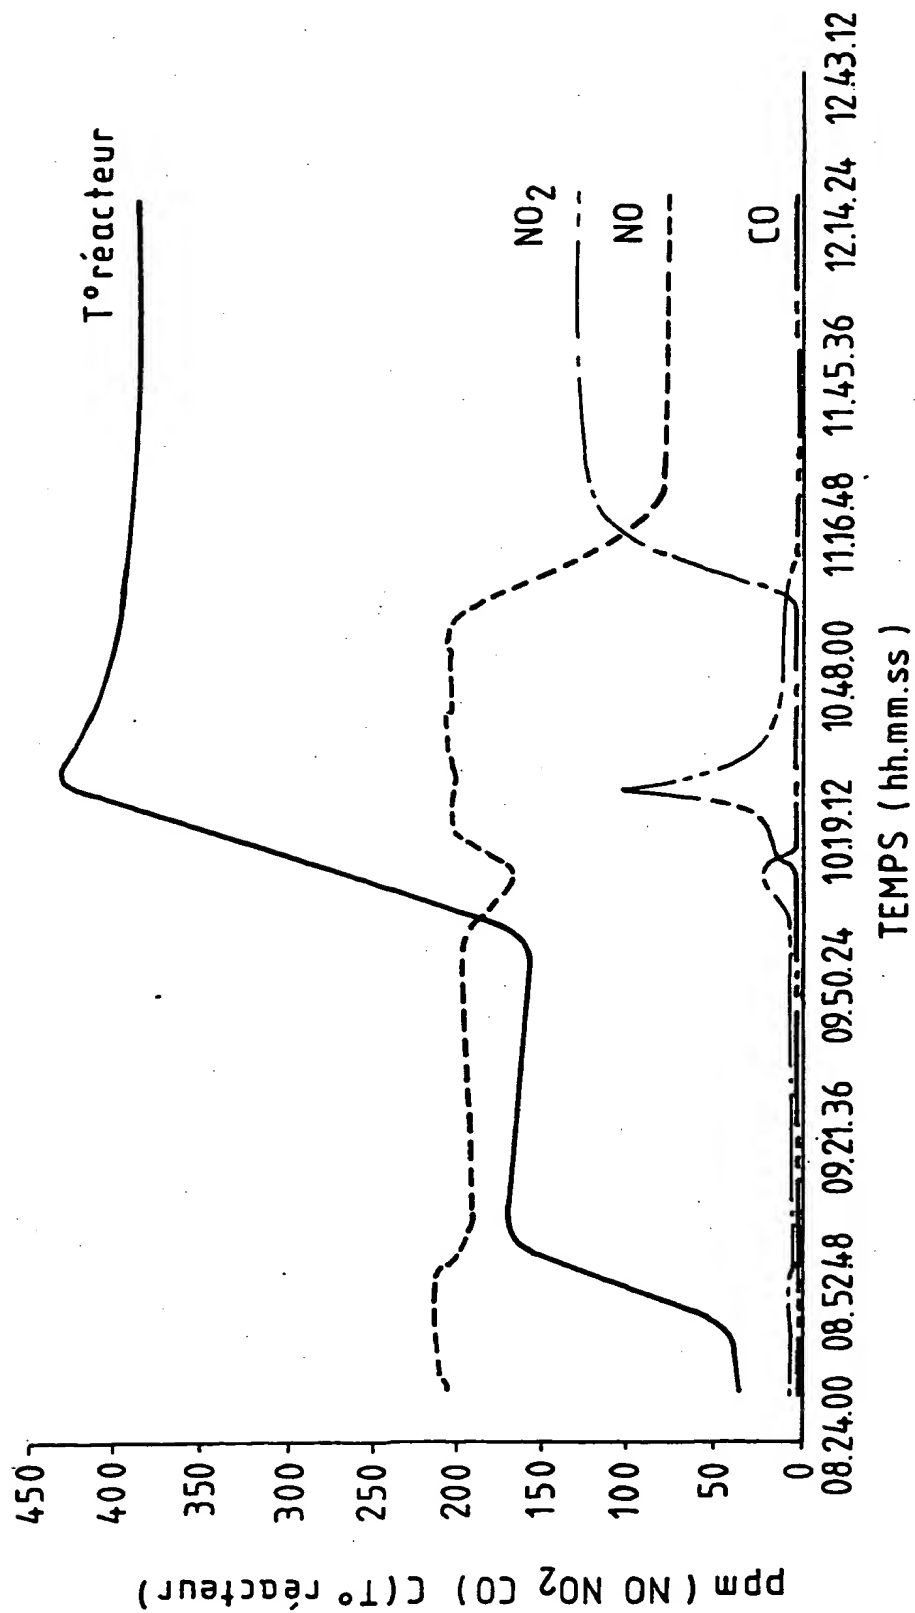 ppm ( NO NO2 CO ) C ( T° réacteur )
450
400
350
300
250
200
150
100
50
0
T° réacteur
NO2
NO
CO
08.24.00 08.52.48 09.21.36 09.50.24 10.19.12 10.48.00 11.16.48 11.45.36 12.14.24 12.43.12
TEMPS ( hh.mm.ss )